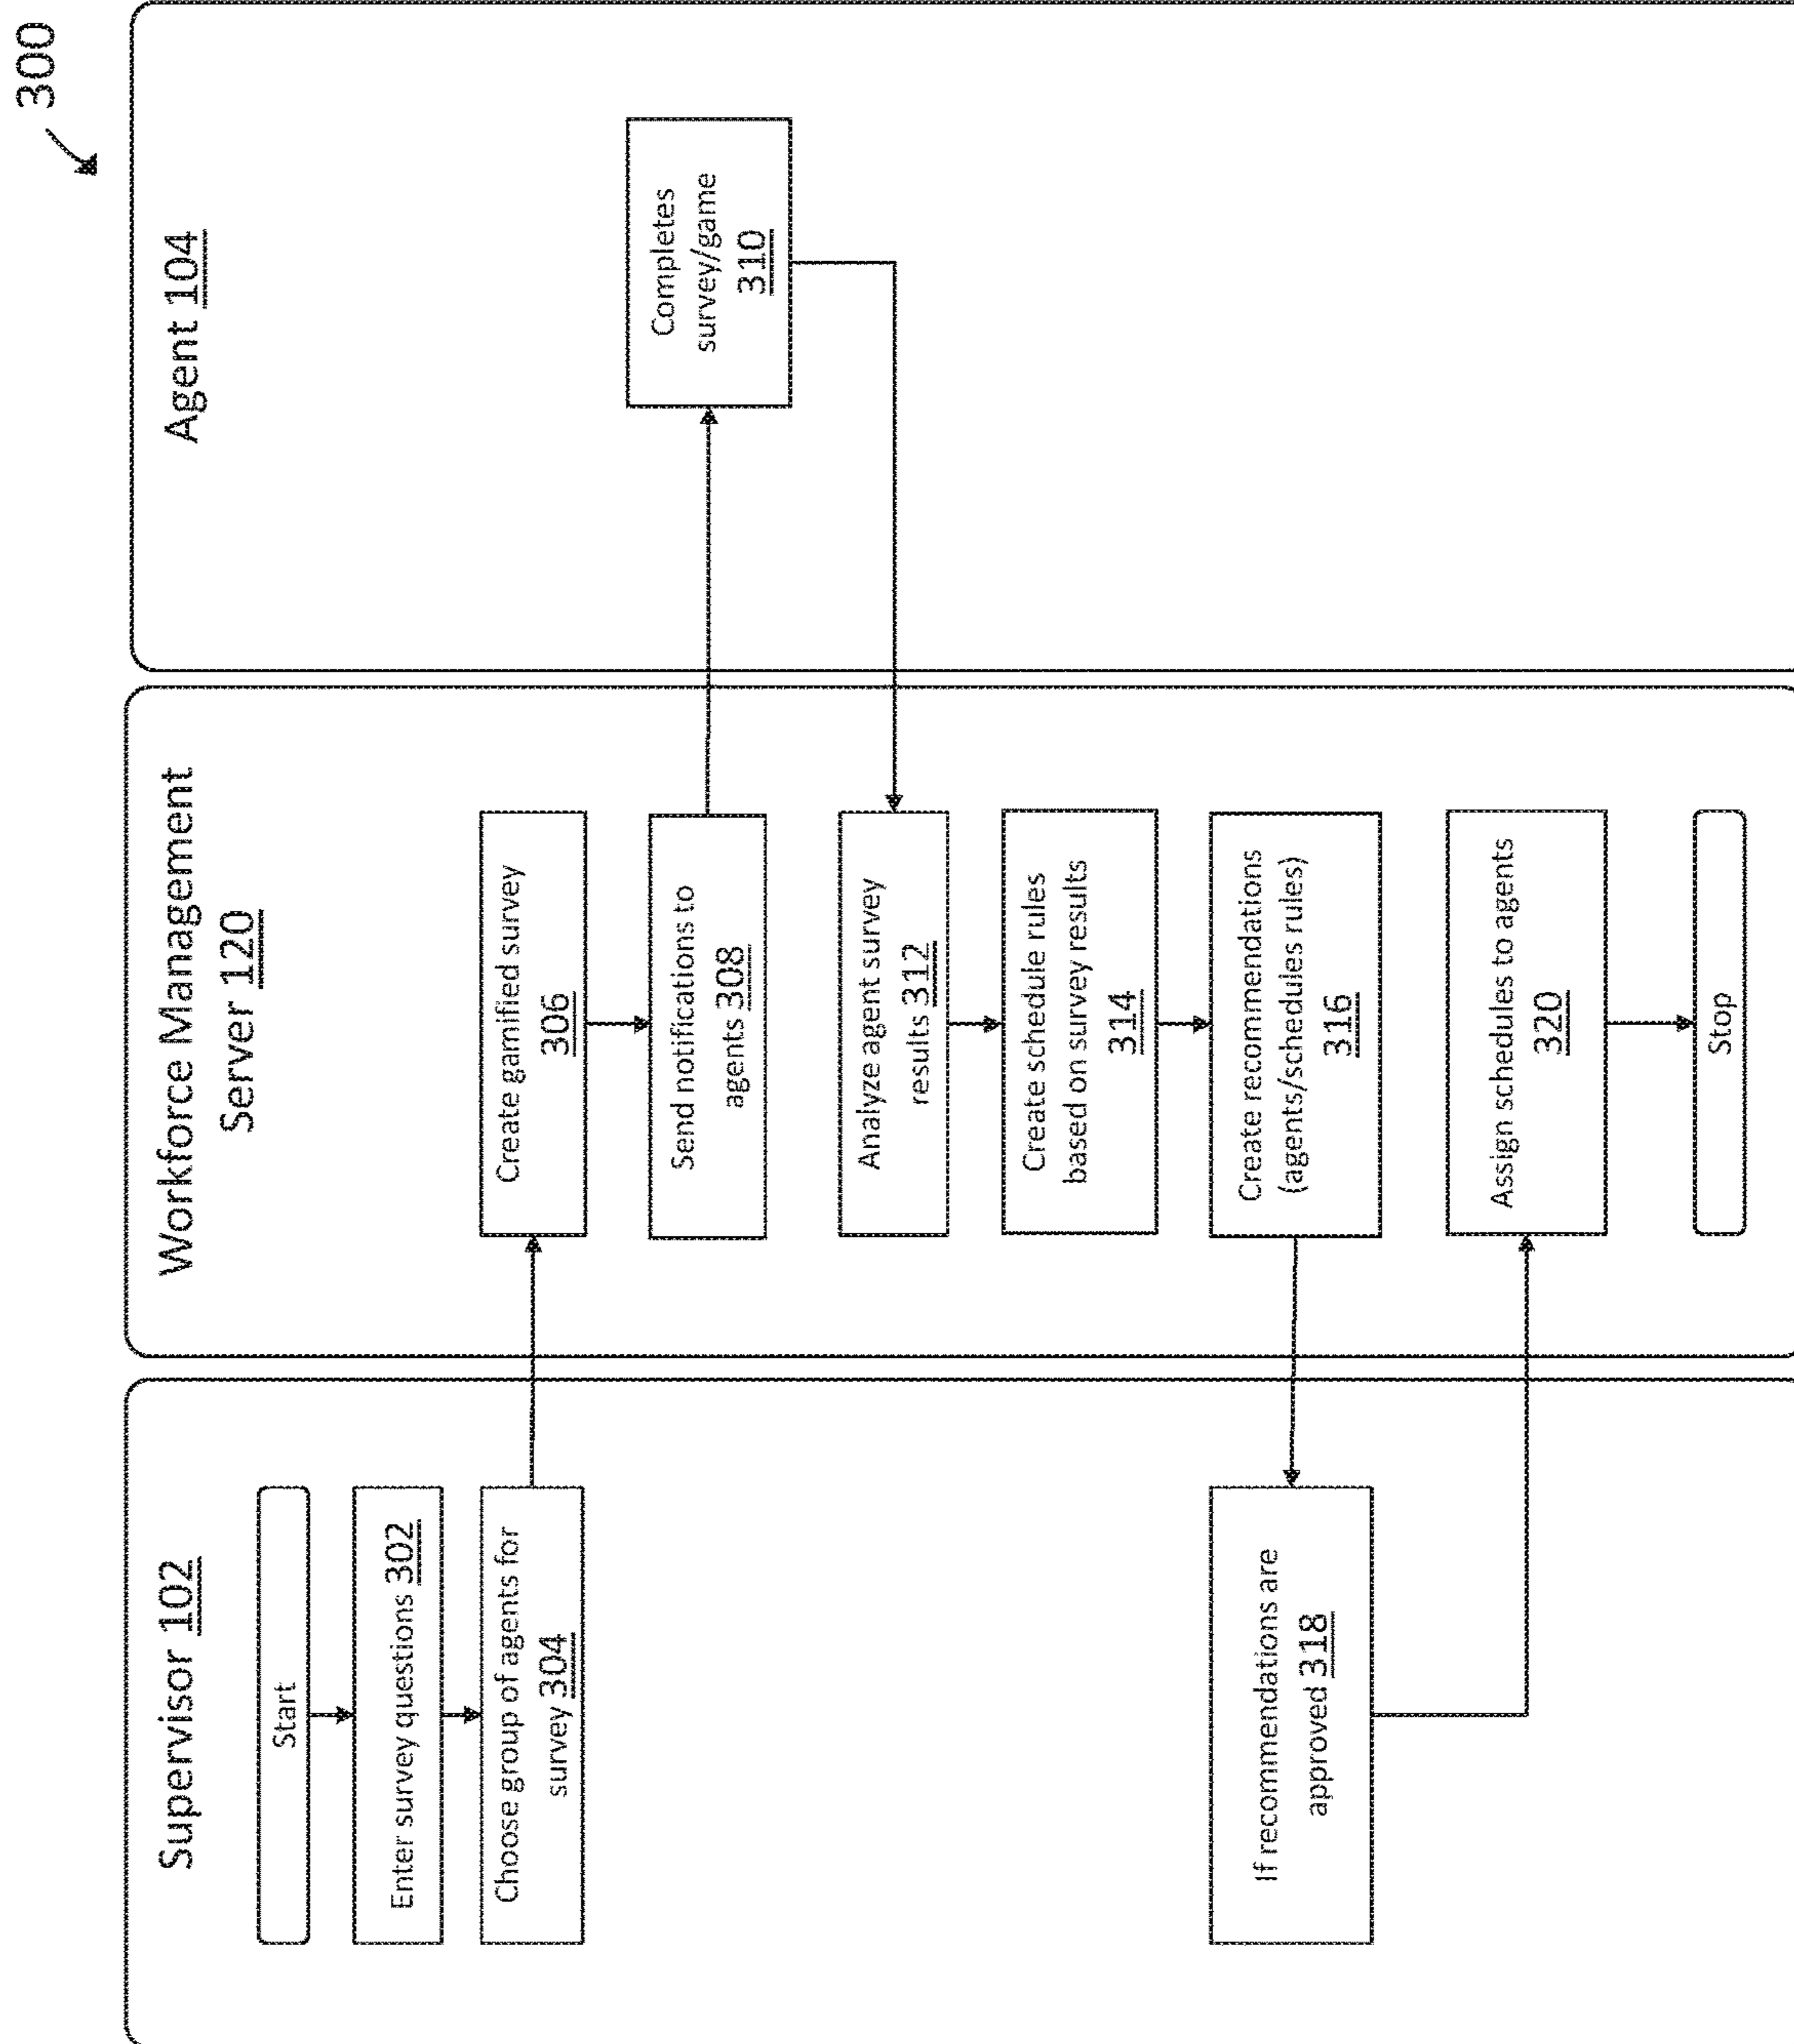 300
Supervisor 102
Start
Enter survey questions 302
Choose group of agents for
survey 304
If recommendations are
approved 318
Workforce Management
Server 120
Create gamified survey
306
Send notifications to
agents 308
Analyze agent survey
results 312
Create schedule rules
based on survey results
314
Create recommendations
(agents/schedules rules)
316
Assign schedules to agents
320
Stop
Agent 104
Completes
survey/game
310